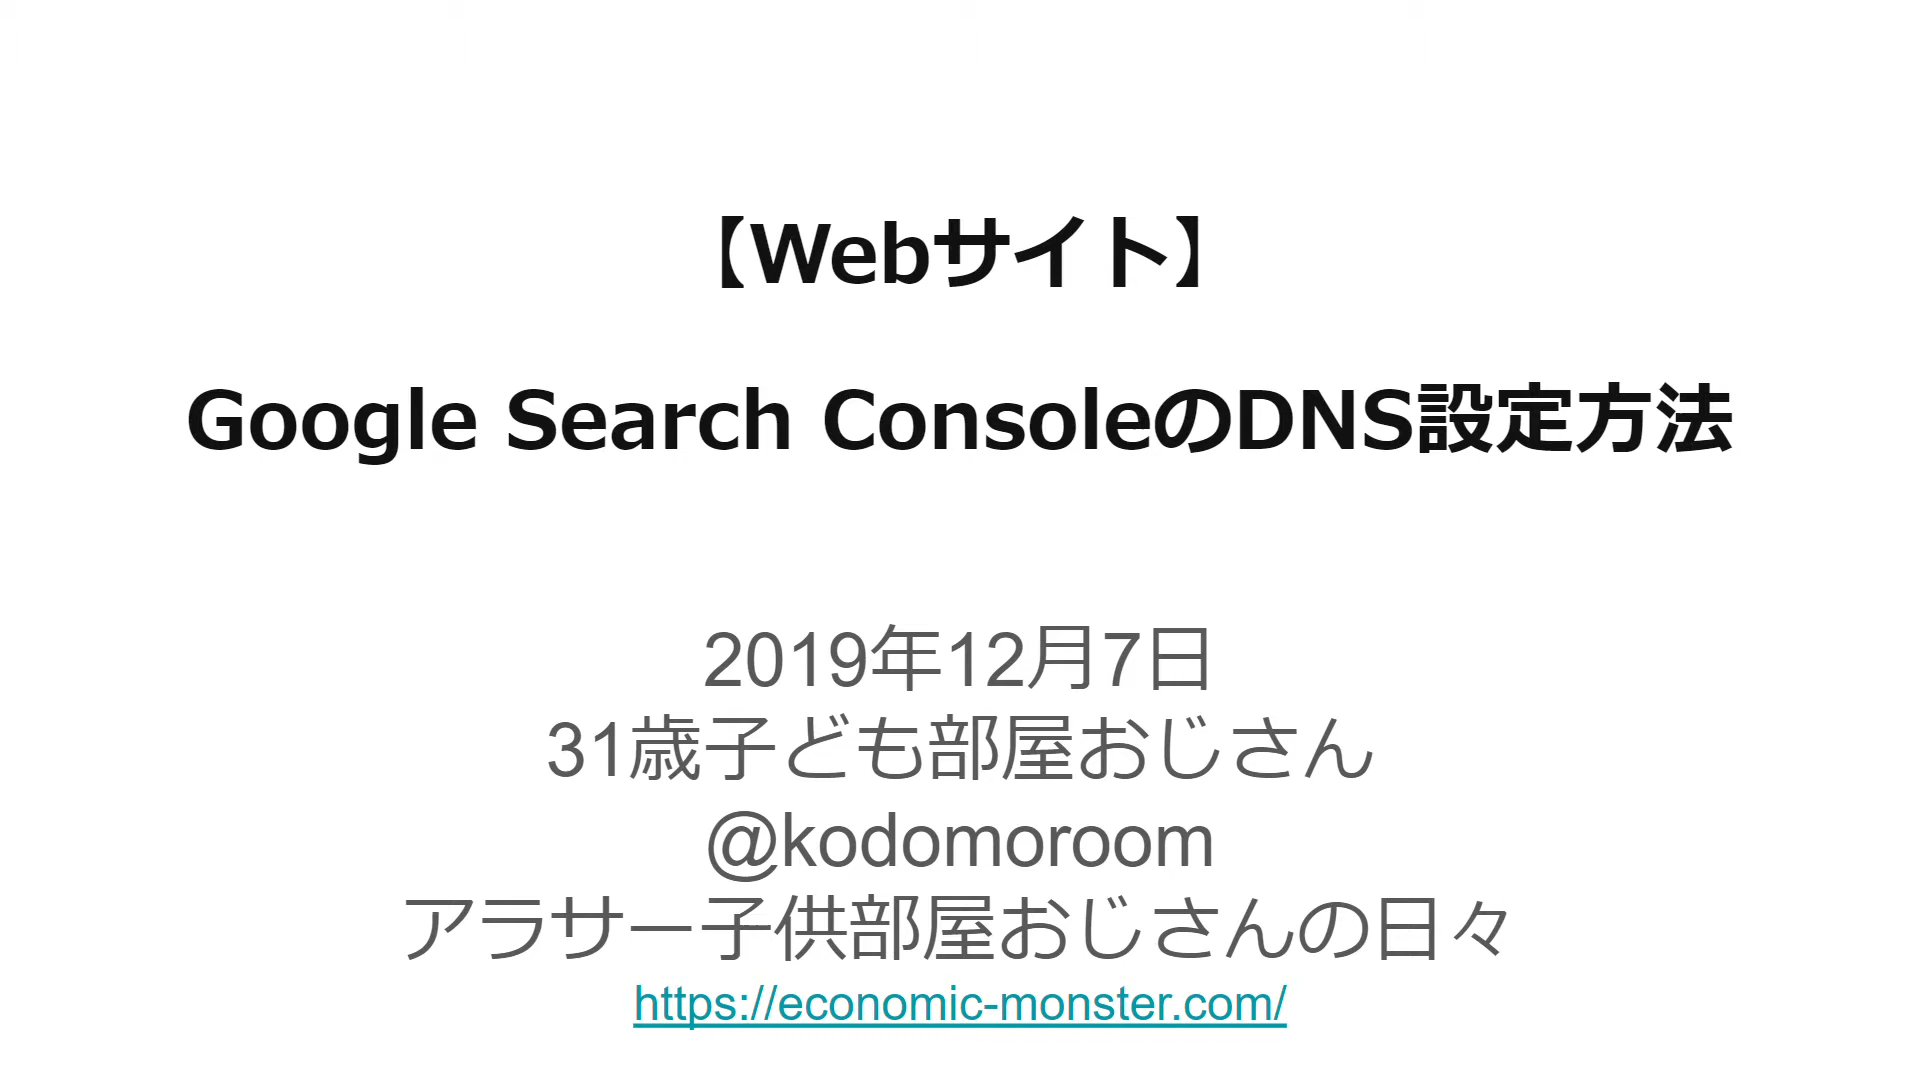 【Webサイト】
Google Search ConsoleのDNS設定方法
2019年12月7日
31歳子ども部屋おじさん
@kodomoroom
アラサー子供部屋おじさんの日々
https://economic-monster.com/